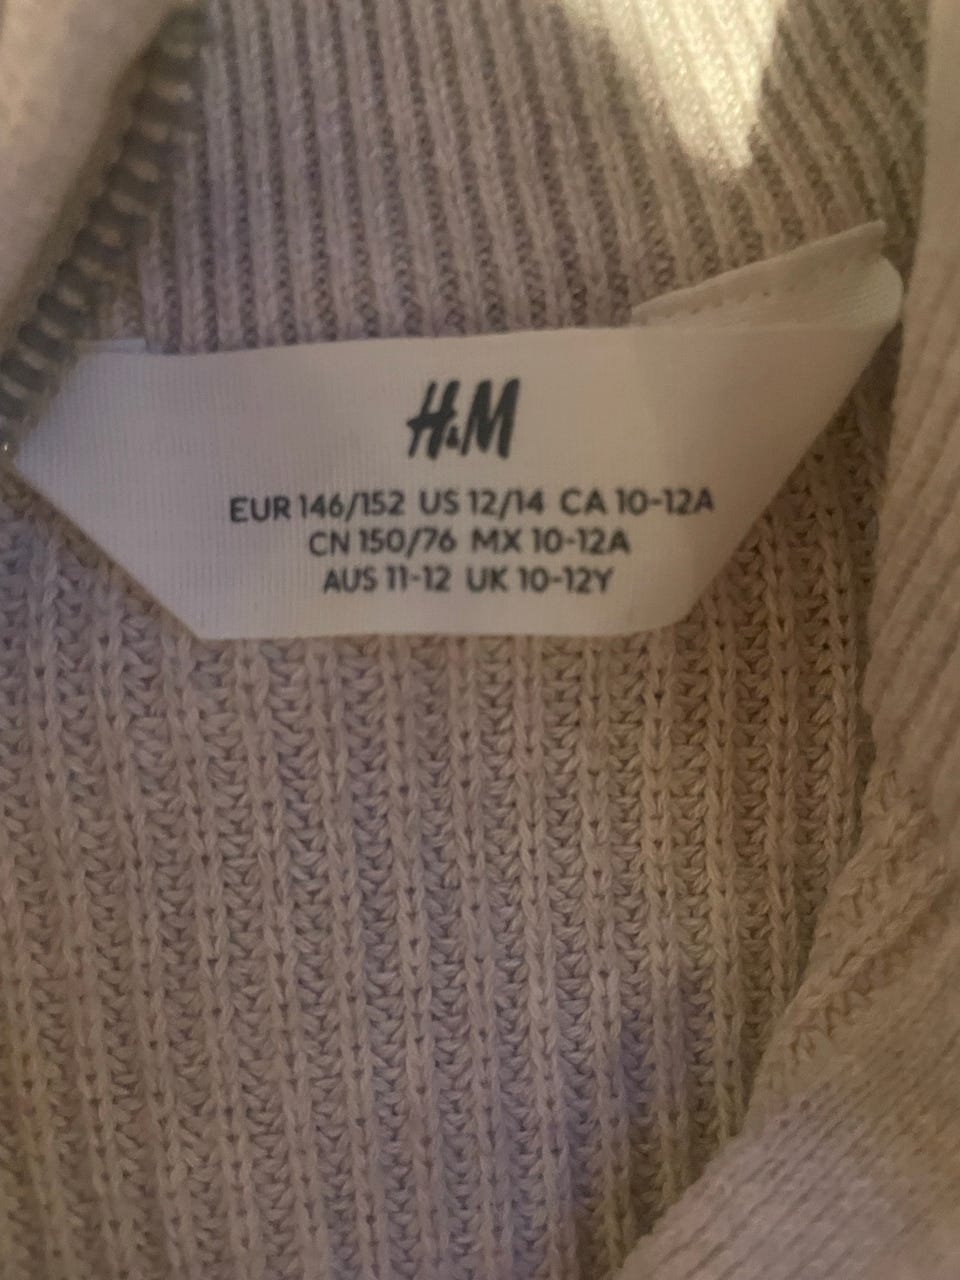 H&M
EUR 146/152 US 12/14 CA 10-12A
CN 150/76 MX 10-12A
AUS 11-12 UK 10-12Y